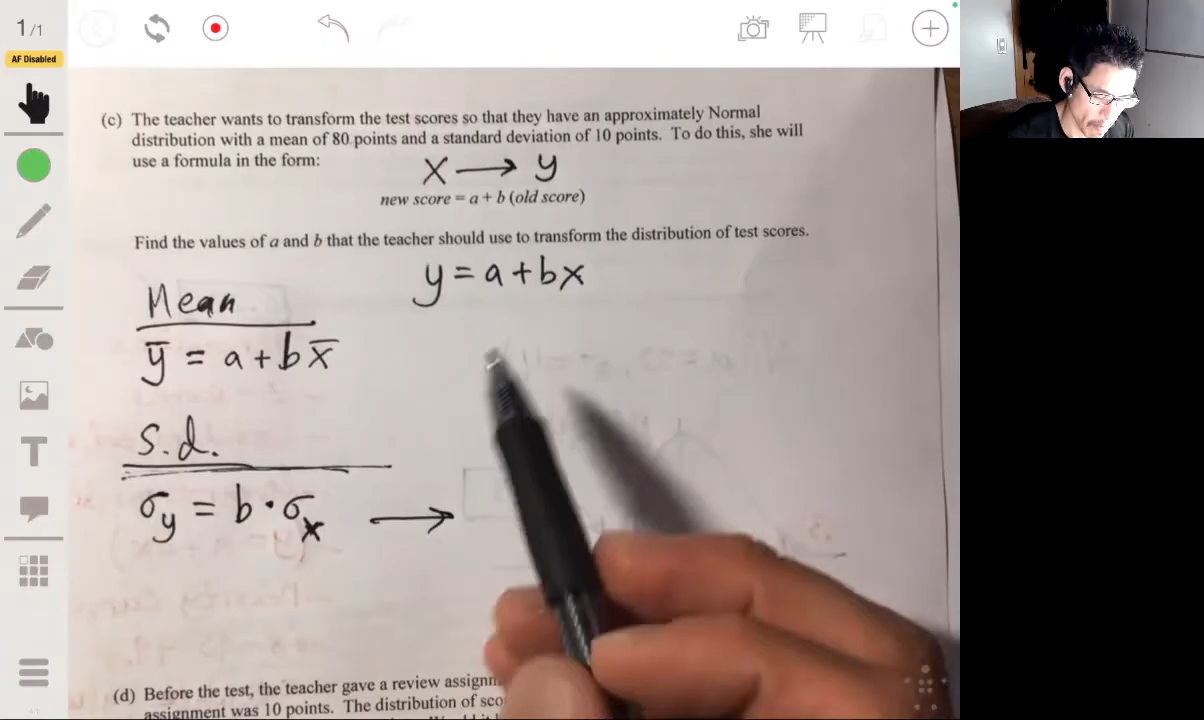 1/1
AF Disabled
(c) The teacher wants to transform the test scores so that they have an approximately Normal
distribution with a mean of 80 points and a standard deviation of 10 points. To do this, she will
use a formula in the form:
x → y
new score = a + b (old score)
Find the values of a and b that the teacher should use to transform the distribution of test scores.
y = a + bx
Mean
ȳ = a + b x̄
s.d.
σy = b · σx →
T
(d) Before the test, the teacher gave a review
assignment was 10 points. The distribution of